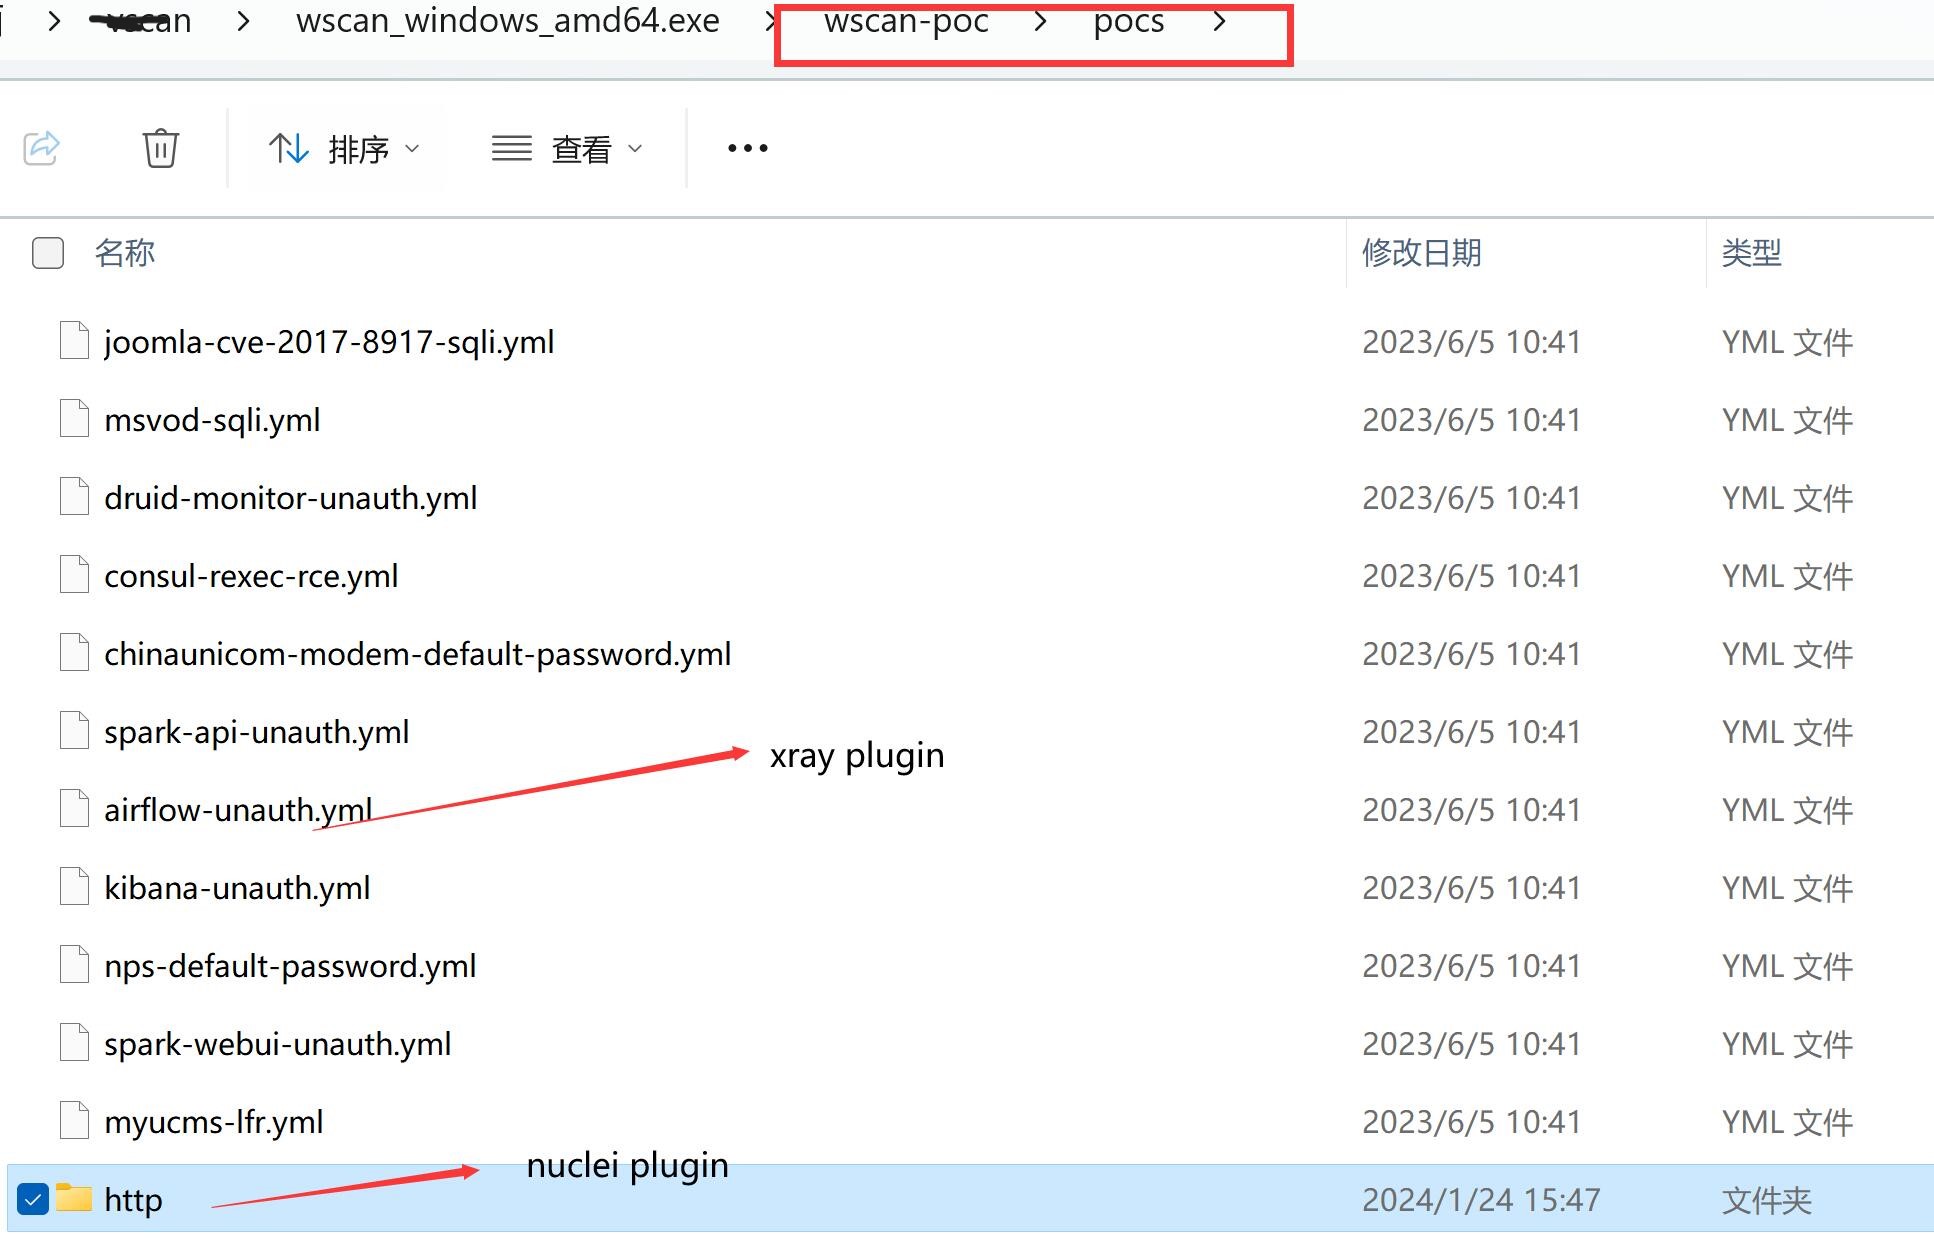 wscan_windows_amd64.exe wscan-poc pocs
排序 查看
名称 修改日期 类型
joomla-cve-2017-8917-sqli.yml 2023/6/5 10:41 YML 文件
msvod-sqli.yml 2023/6/5 10:41 YML 文件
druid-monitor-unauth.yml 2023/6/5 10:41 YML 文件
consul-rexec-rce.yml 2023/6/5 10:41 YML 文件
chinaunicom-modem-default-password.yml 2023/6/5 10:41 YML 文件
spark-api-unauth.yml 2023/6/5 10:41 YML 文件
xray plugin
airflow-unauth.yml 2023/6/5 10:41 YML 文件
kibana-unauth.yml 2023/6/5 10:41 YML 文件
nps-default-password.yml 2023/6/5 10:41 YML 文件
spark-webui-unauth.yml 2023/6/5 10:41 YML 文件
myucms-lfr.yml 2023/6/5 10:41 YML 文件
nuclei plugin
http 2024/1/24 15:47 文件夹